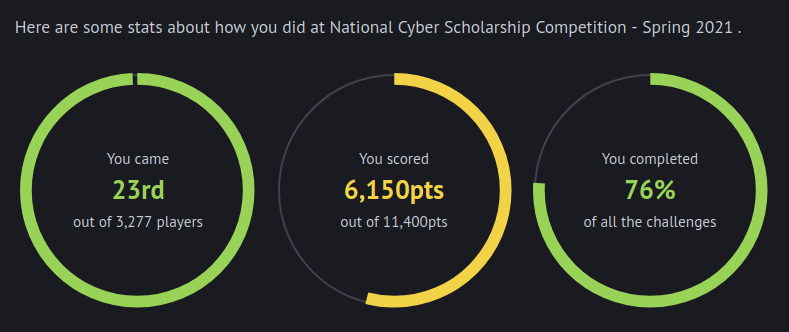 Here are some stats about how you did at National Cyber Scholarship Competition - Spring 2021 .
You came
23rd
out of 3,277 players
You scored
6,150pts
out of 11,400pts
You completed
76%
of all the challenges